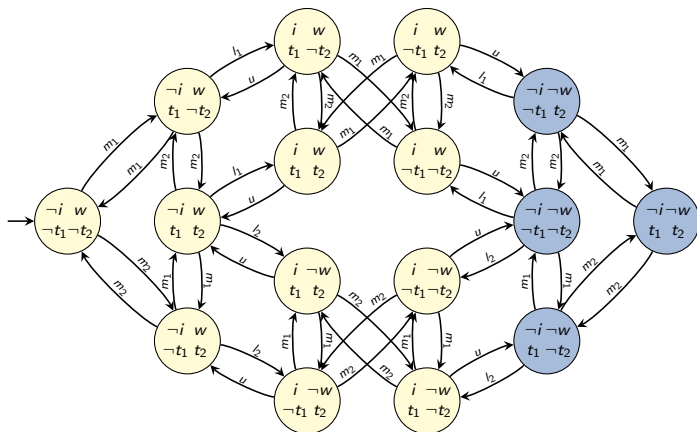 i w
t₁ ¬t₂
i w
¬t₁ t₂
l₁
u
m₁
m₁
u
l₁
¬i w
t₁ ¬t₂
m₂
m₂
m₂
m₂
¬i ¬w
¬t₁ t₂
m₁
m₁
m₁
m₁
m₁
m₁
m₂
m₂
l₁
i w
t₁ t₂
i w
¬t₁ ¬t₂
u
m₂
m₂
u
l₁
¬i w
¬t₁ ¬t₂
¬i w
t₁ t₂
¬i ¬w
¬t₁ ¬t₂
¬i ¬w
t₁ t₂
l₂
u
u
l₂
m₂
m₂
m₁
m₁
i ¬w
t₁ t₂
i ¬w
¬t₁ ¬t₂
m₁
m₁
m₂
m₂
m₂
m₂
¬i w
¬t₁ t₂
m₁
m₁
m₁
m₁
¬i ¬w
t₁ ¬t₂
l₂
u
m₂
m₂
u
l₂
i ¬w
¬t₁ t₂
i ¬w
t₁ ¬t₂